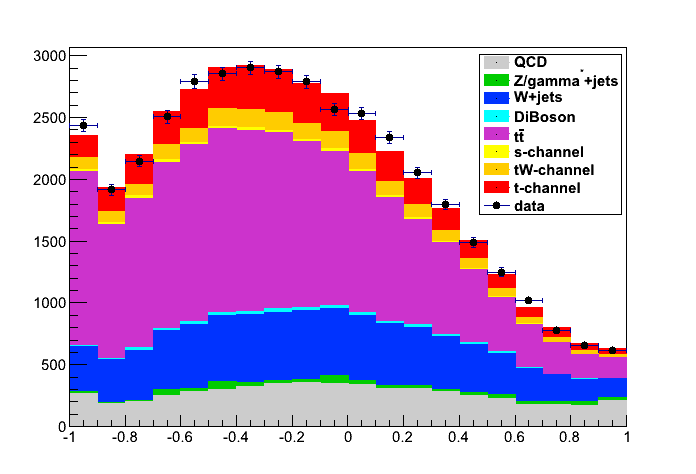 3000
2500
2000
1500
1000
500
0
-1 -0.8 -0.6 -0.4 -0.2 0 0.2 0.4 0.6 0.8 1
QCD
Z/gamma*+jets
W+jets
DiBoson
tt̄
s-channel
tW-channel
t-channel
data